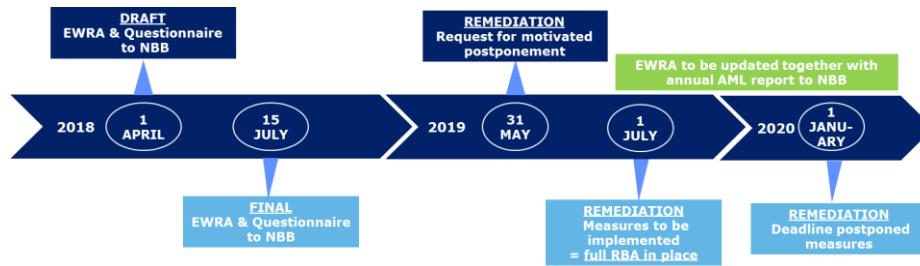 DRAFT
EWRA & Questionnaire
to NBB
REMEDIATION
Request for motivated
postponement
EWRA to be updated together with
annual AML report to NBB
2018
1
APRIL
15
JULY
2019
31
MAY
1
JULY
2020
1
JANU-
ARY
FINAL
EWRA & Questionnaire
to NBB
REMEDIATION
Measures to be
implemented
= full RBA in place
REMEDIATION
Deadline postponed
measures